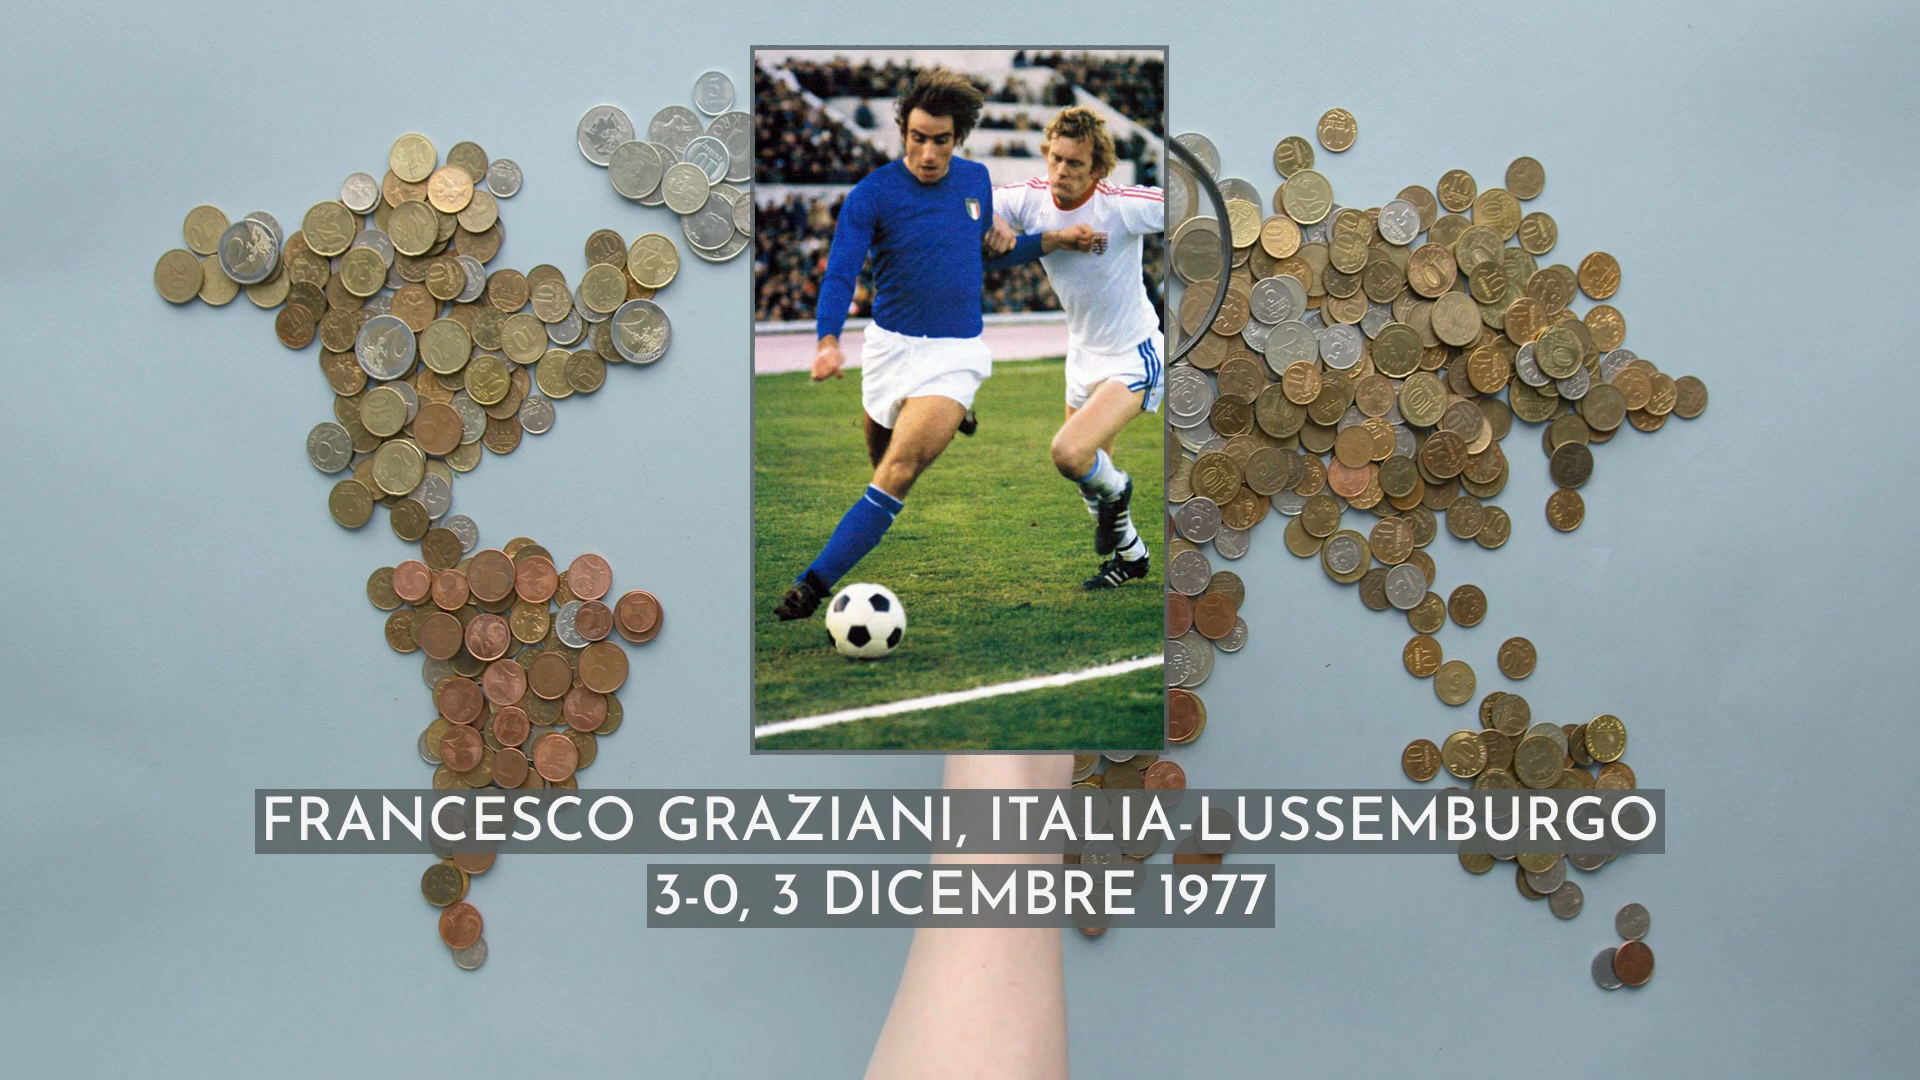 FRANCESCO GRAZIANI, ITALIA-LUSSEMBURGO
3-0, 3 DICEMBRE 1977